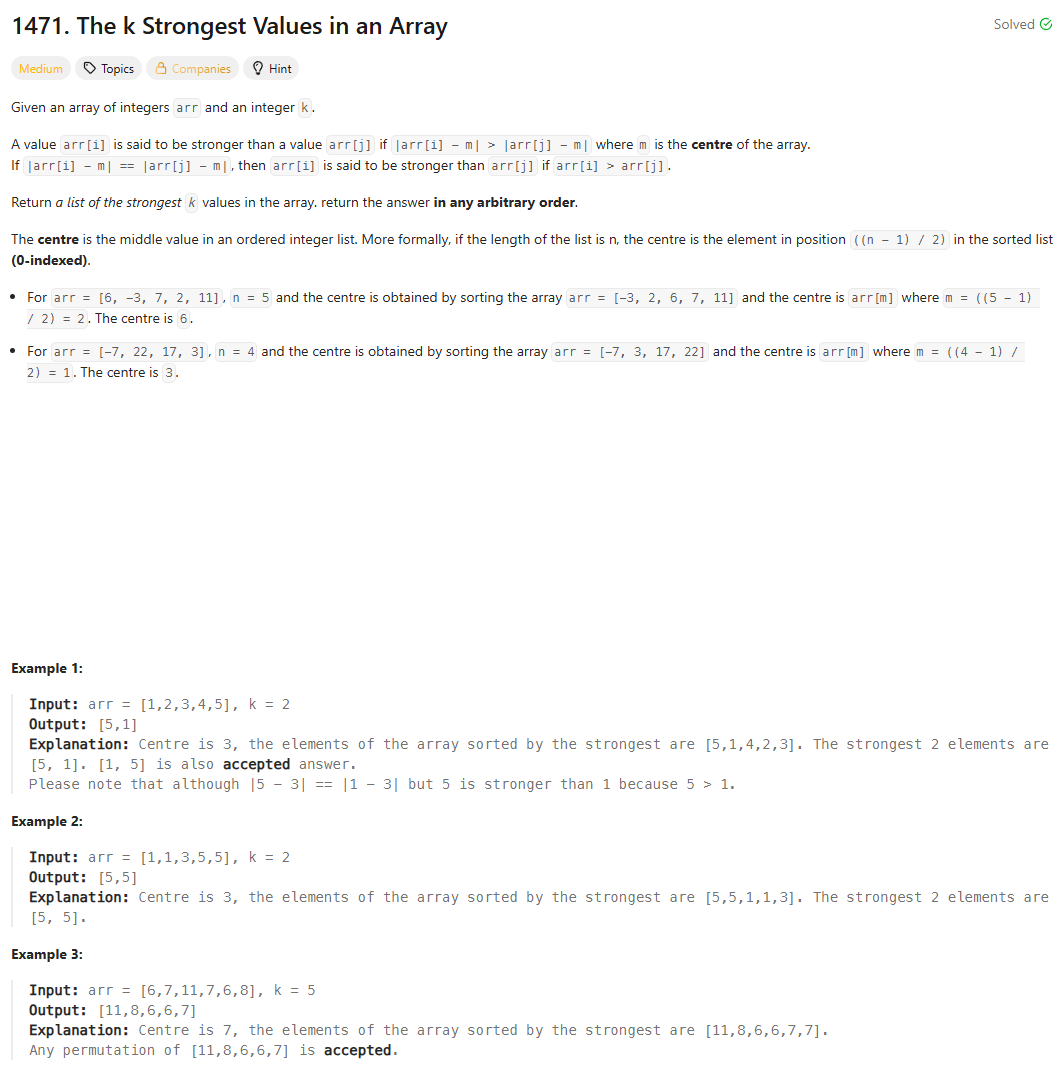 1471. The k Strongest Values in an Array
Solved
Medium Topics Companies Hint
Given an array of integers arr and an integer k.
A value arr[i] is said to be stronger than a value arr[j] if |arr[i] - m| > |arr[j] - m| where m is the centre of the array.
If |arr[i] - m| == |arr[j] - m|, then arr[i] is said to be stronger than arr[j] if arr[i] > arr[j].
Return a list of the strongest k values in the array. return the answer in any arbitrary order.
The centre is the middle value in an ordered integer list. More formally, if the length of the list is n, the centre is the element in position ((n - 1) / 2) in the sorted list
(0-indexed).
• For arr = [6, -3, 7, 2, 11], n = 5 and the centre is obtained by sorting the array arr = [-3, 2, 6, 7, 11] and the centre is arr[m] where m = ((5 - 1)
/ 2) = 2. The centre is 6.
• For arr = [-7, 22, 17, 3], n = 4 and the centre is obtained by sorting the array arr = [-7, 3, 17, 22] and the centre is arr[m] where m = ((4 - 1) /
2) = 1. The centre is 3.
Example 1:
Input: arr = [1,2,3,4,5], k = 2
Output: [5,1]
Explanation: Centre is 3, the elements of the array sorted by the strongest are [5,1,4,2,3]. The strongest 2 elements are
[5, 1]. [1, 5] is also accepted answer.
Please note that although |5 - 3| == |1 - 3| but 5 is stronger than 1 because 5 > 1.
Example 2:
Input: arr = [1,1,3,5,5], k = 2
Output: [5,5]
Explanation: Centre is 3, the elements of the array sorted by the strongest are [5,5,1,1,3]. The strongest 2 elements are
[5, 5].
Example 3:
Input: arr = [6,7,11,7,6,8], k = 5
Output: [11,8,6,6,7]
Explanation: Centre is 7, the elements of the array sorted by the strongest are [11,8,6,6,7,7].
Any permutation of [11,8,6,6,7] is accepted.